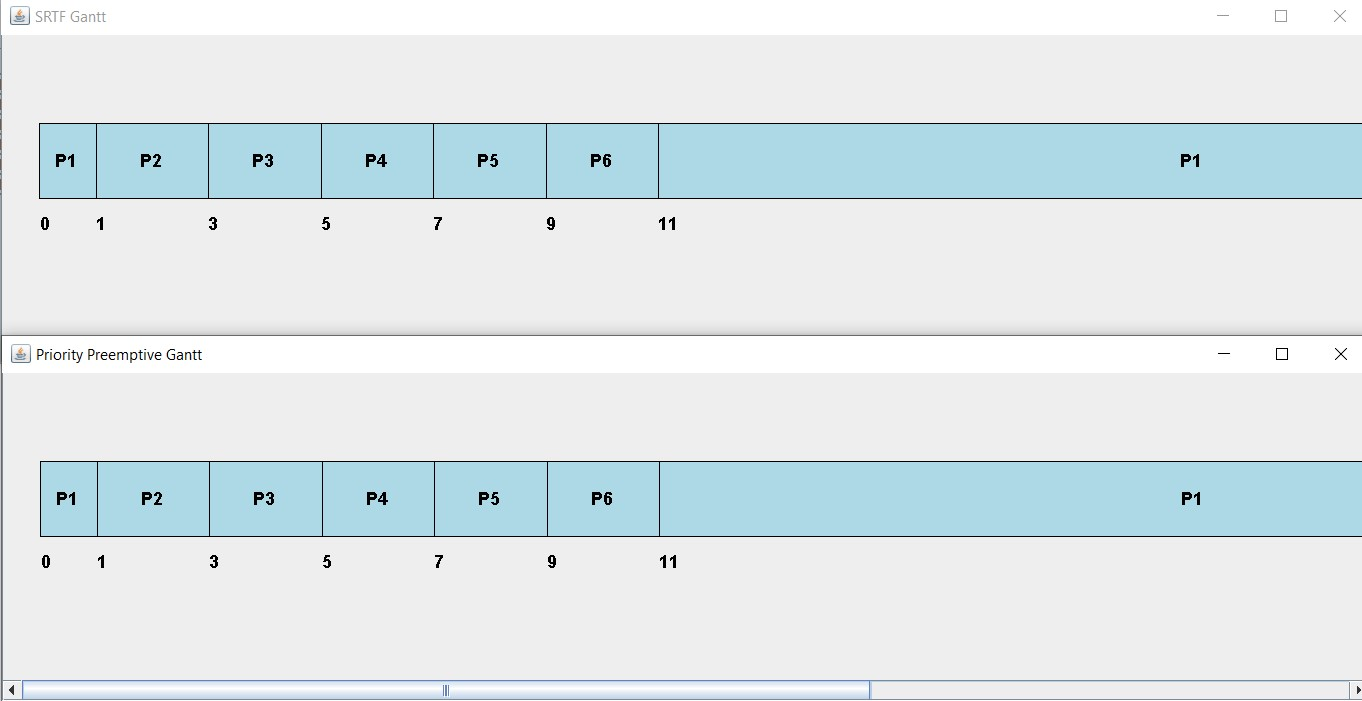 SRTF Gantt
P1 P2 P3 P4 P5 P6 P1
0 1 3 5 7 9 11
Priority Preemptive Gantt
P1 P2 P3 P4 P5 P6 P1
0 1 3 5 7 9 11